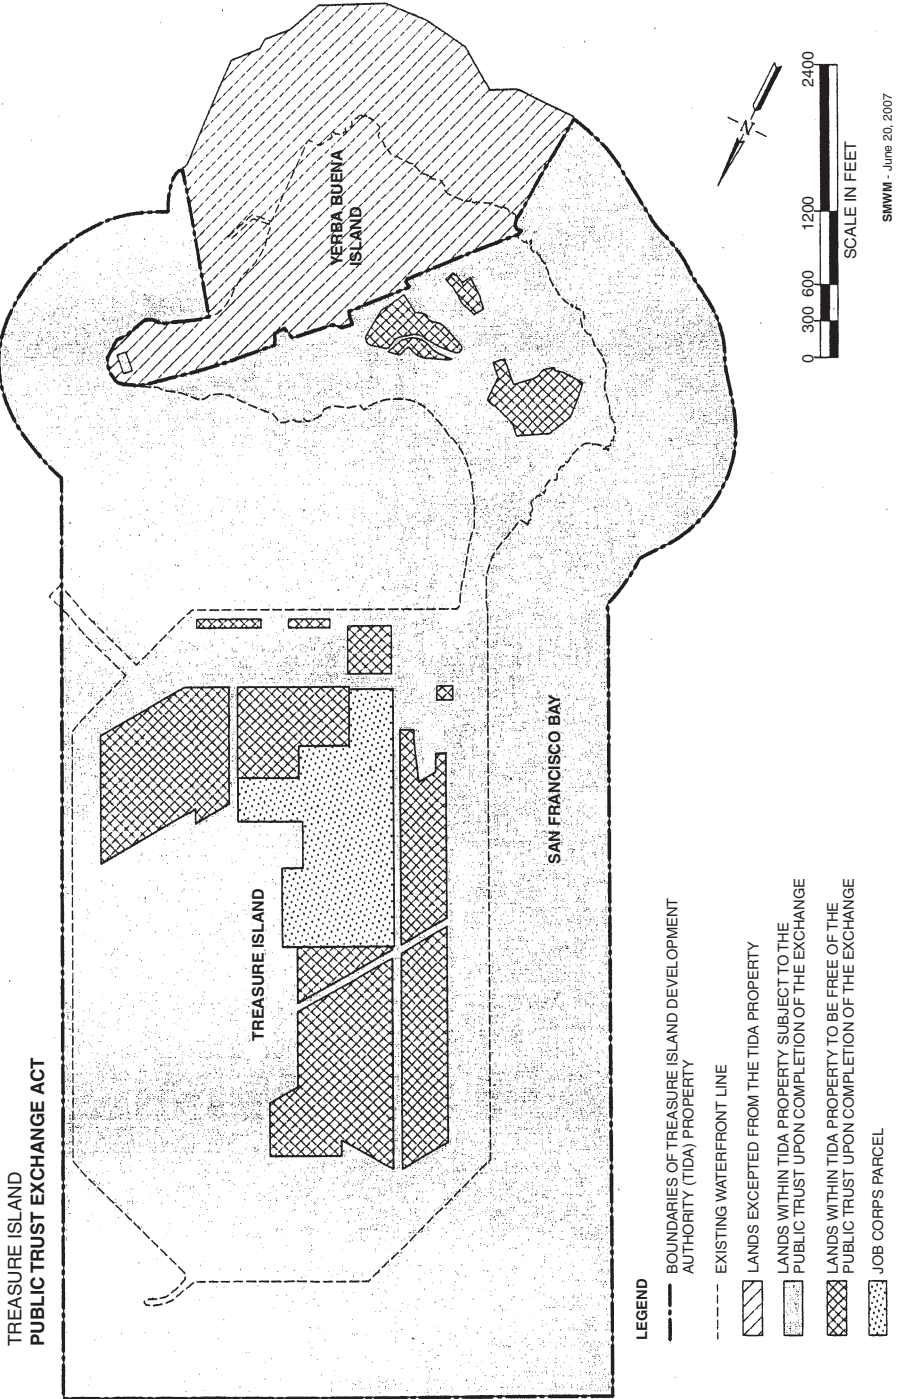 TREASURE ISLAND
PUBLIC TRUST EXCHANGE ACT
YERBA BUENA
ISLAND
TREASURE ISLAND
SAN FRANCISCO BAY
LEGEND
BOUNDARIES OF TREASURE ISLAND DEVELOPMENT
AUTHORITY (TIDA) PROPERTY
EXISTING WATERFRONT LINE
LANDS EXCEPTED FROM THE TIDA PROPERTY
LANDS WITHIN TIDA PROPERTY SUBJECT TO THE
PUBLIC TRUST UPON COMPLETION OF THE EXCHANGE
LANDS WITHIN TIDA PROPERTY TO BE FREE OF THE
PUBLIC TRUST UPON COMPLETION OF THE EXCHANGE
JOB CORPS PARCEL
N
0 300 600 1200 2400
SCALE IN FEET
SMWM - June 20, 2007